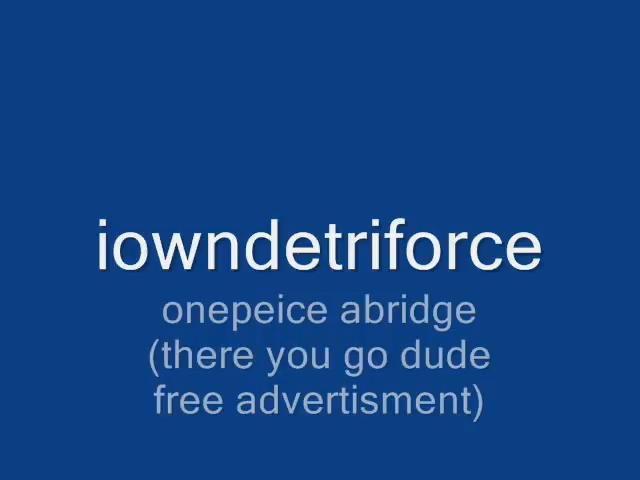 iowndetriforce
onepeice abridge
(there you go dude
free advertisment)